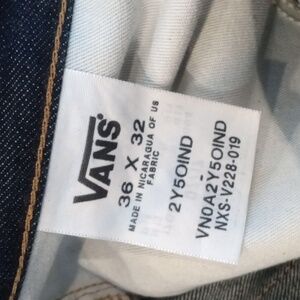 VANS
36 X 32
MADE IN NICARAGUA OF US
FABRIC
2Y5OIND
-
VN0A2Y5OIND
NXS-V228-019